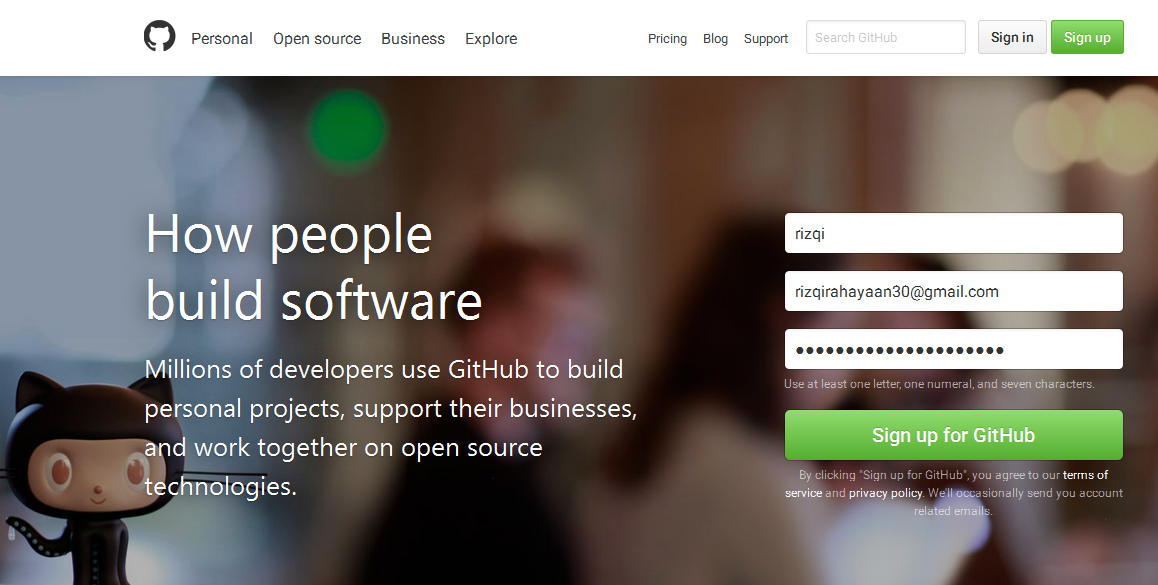 Personal Open source Business Explore Pricing Blog Support Search GitHub Sign in Sign up
How people
build software
Millions of developers use GitHub to build
personal projects, support their businesses,
and work together on open source
technologies.
rizqi
rizqirahayaan30@gmail.com
●●●●●●●●●●●●●●●●●●●●●
Use at least one letter, one numeral, and seven characters.
Sign up for GitHub
By clicking "Sign up for GitHub", you agree to our terms of
service and privacy policy. We'll occasionally send you account
related emails.